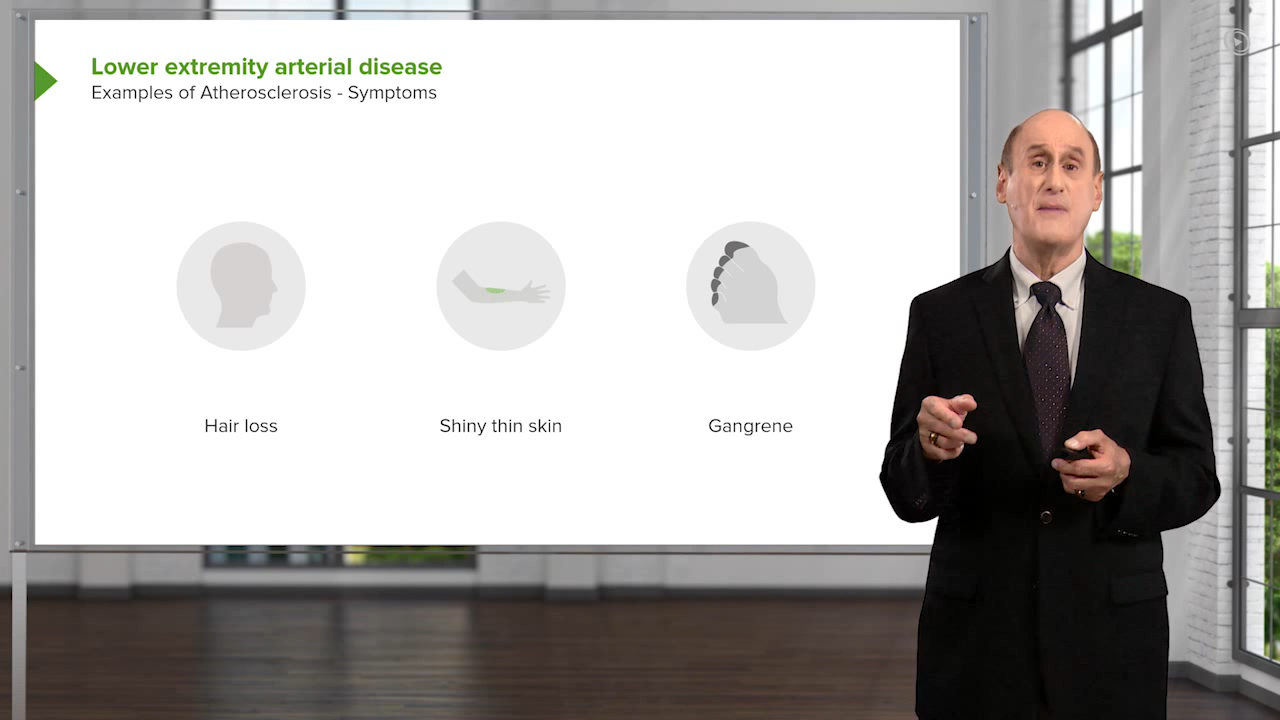 Lower extremity arterial disease
Examples of Atherosclerosis - Symptoms
Hair loss
Shiny thin skin
Gangrene